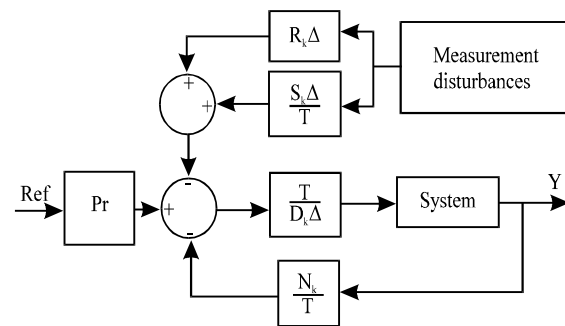 R_kΔ
Measurement
disturbances
+
+
S_kΔ
T
Ref
Pr
-
+
-
T
D_kΔ
System
Y
N_k
T